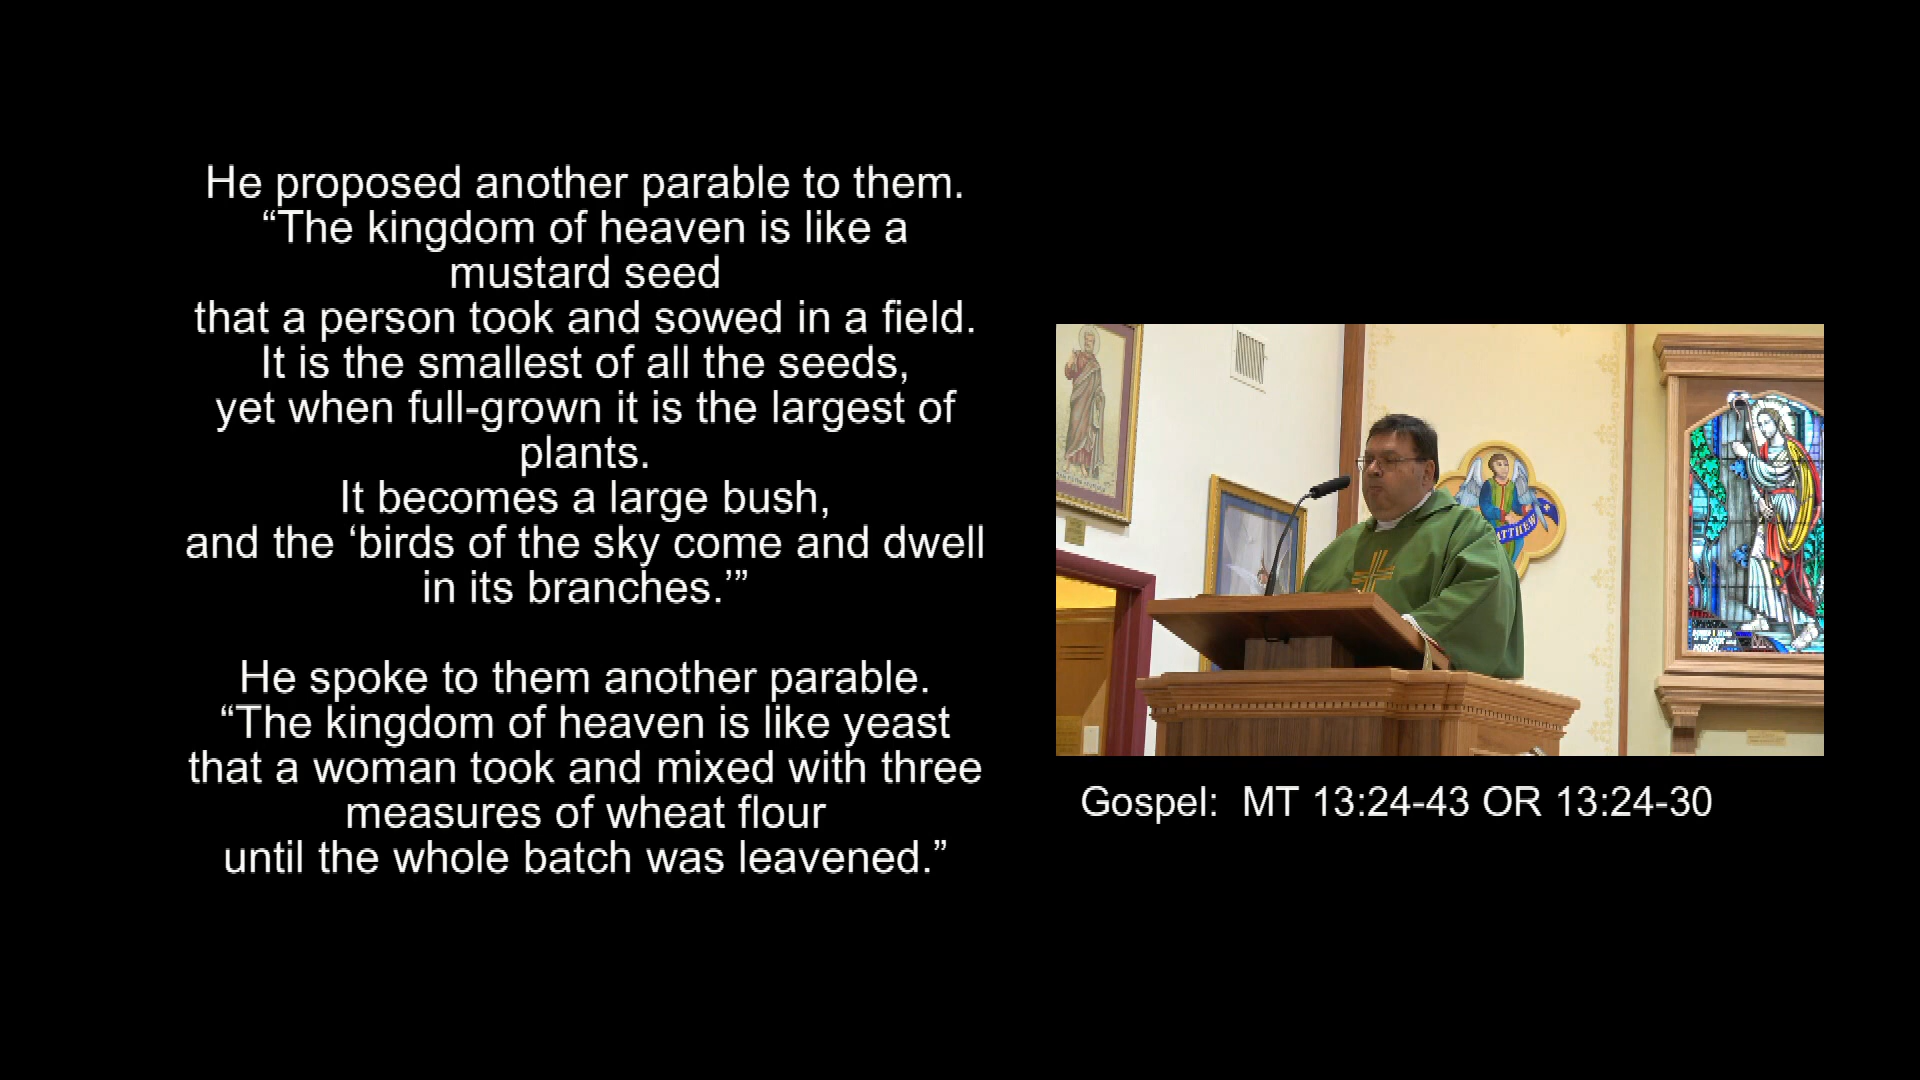 He proposed another parable to them.
“The kingdom of heaven is like a
mustard seed
that a person took and sowed in a field.
It is the smallest of all the seeds,
yet when full-grown it is the largest of
plants.
It becomes a large bush,
and the ‘birds of the sky come and dwell
in its branches.’”
He spoke to them another parable.
“The kingdom of heaven is like yeast
that a woman took and mixed with three
measures of wheat flour
until the whole batch was leavened.”
ATTHEW
Gospel:  MT 13:24-43 OR 13:24-30